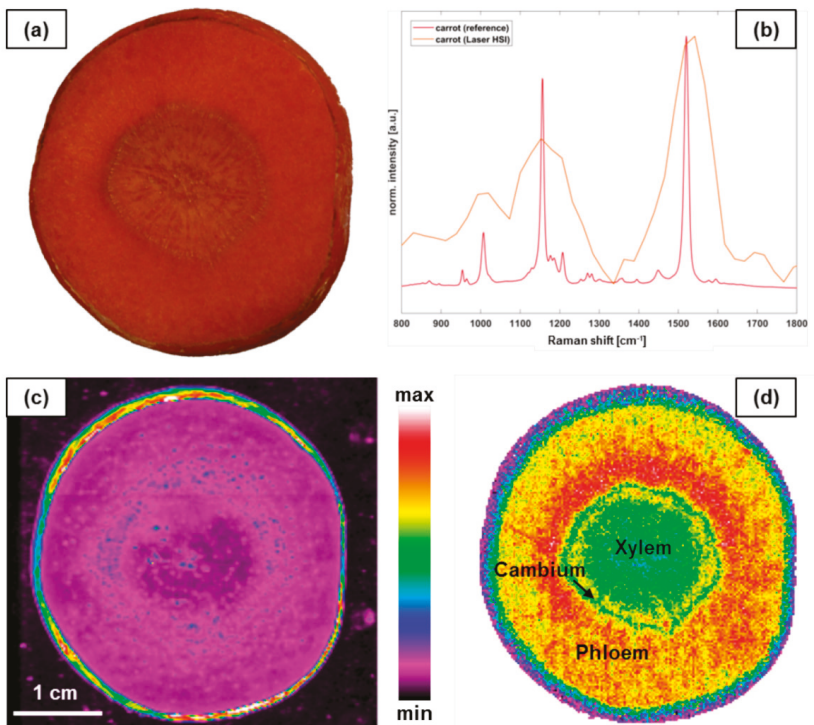 (a)
(b)
carrot (reference)
carrot (Laser HSI)
norm. intensity [a.u.]
800 900 1000 1100 1200 1300 1400 1500 1600 1700 1800
Raman shift [cm⁻¹]
(c)
1 cm
max
min
(d)
Xylem
Cambium
Phloem